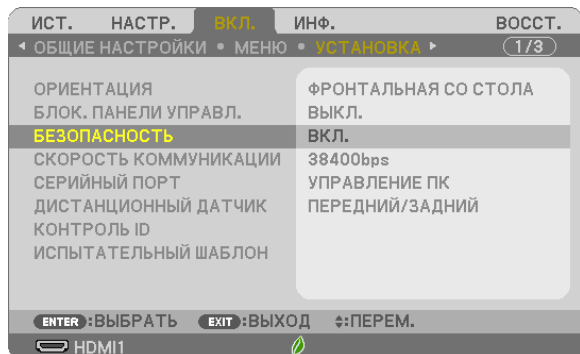 ИСТ. НАСТР. ВКЛ. ИНФ. ВОССТ.
ОБЩИЕ НАСТРОЙКИ • МЕНЮ • УСТАНОВКА 1/3
ОРИЕНТАЦИЯ ФРОНТАЛЬНАЯ СО СТОЛА
БЛОК. ПАНЕЛИ УПРАВЛ. ВЫКЛ.
БЕЗОПАСНОСТЬ ВКЛ.
СКОРОСТЬ КОММУНИКАЦИИ 38400bps
СЕРИЙНЫЙ ПОРТ УПРАВЛЕНИЕ ПК
ДИСТАНЦИОННЫЙ ДАТЧИК ПЕРЕДНИЙ/ЗАДНИЙ
КОНТРОЛЬ ID
ИСПЫТАТЕЛЬНЫЙ ШАБЛОН
ENTER :ВЫБРАТЬ EXIT :ВЫХОД :ПЕРЕМ.
HDMI1